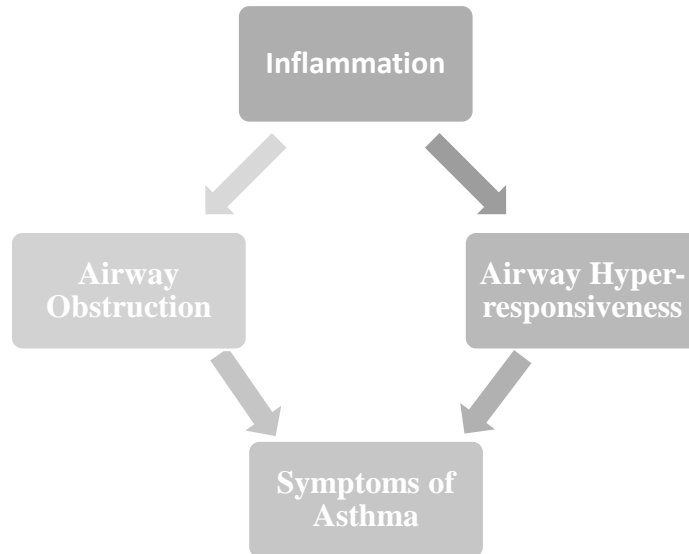 Inflammation
Airway
Obstruction
Airway Hyper-
responsiveness
Symptoms of
Asthma